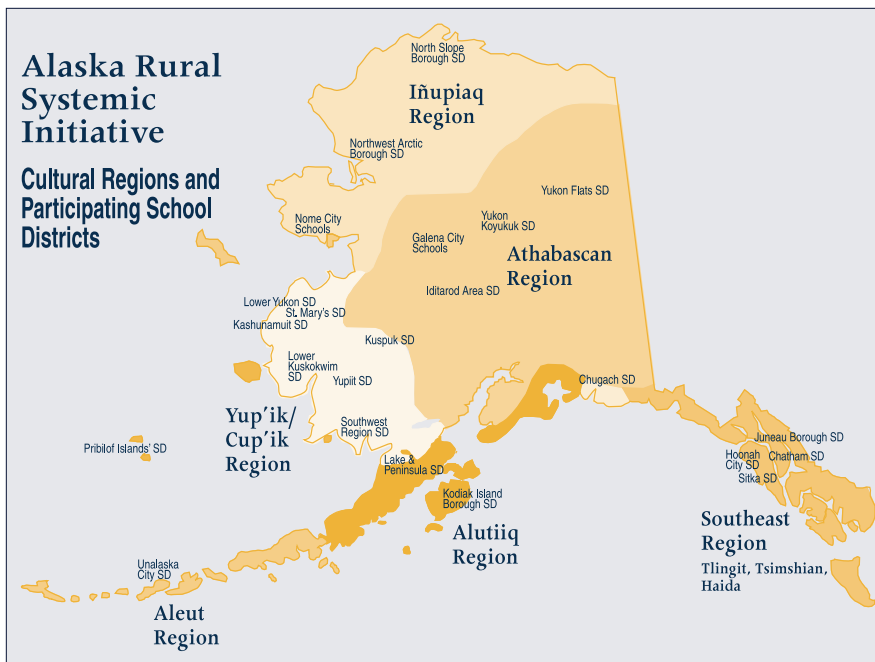 Alaska Rural
Systemic
Initiative
Cultural Regions and
Participating School
Districts
North Slope
Borough SD
Iñupiaq
Region
Northwest Arctic
Borough SD
Nome City
Schools
Yukon Flats SD
Yukon
Koyukuk SD
Galena City
Schools
Athabascan
Region
Iditarod Area SD
Lower Yukon SD
St. Mary's SD
Kashunamuit SD
Kuspuk SD
Lower
Kuskokwim
SD
Yupiit SD
Yup'ik/
Cup'ik
Region
Southwest
Region SD
Chugach SD
Pribilof Islands' SD
Lake &
Peninsula SD
Kodiak Island
Borough SD
Alutiiq
Region
Juneau Borough SD
Hoonah
City SD
Chatham SD
Sitka SD
Southeast
Region
Tlingit, Tsimshian,
Haida
Unalaska
City SD
Aleut
Region